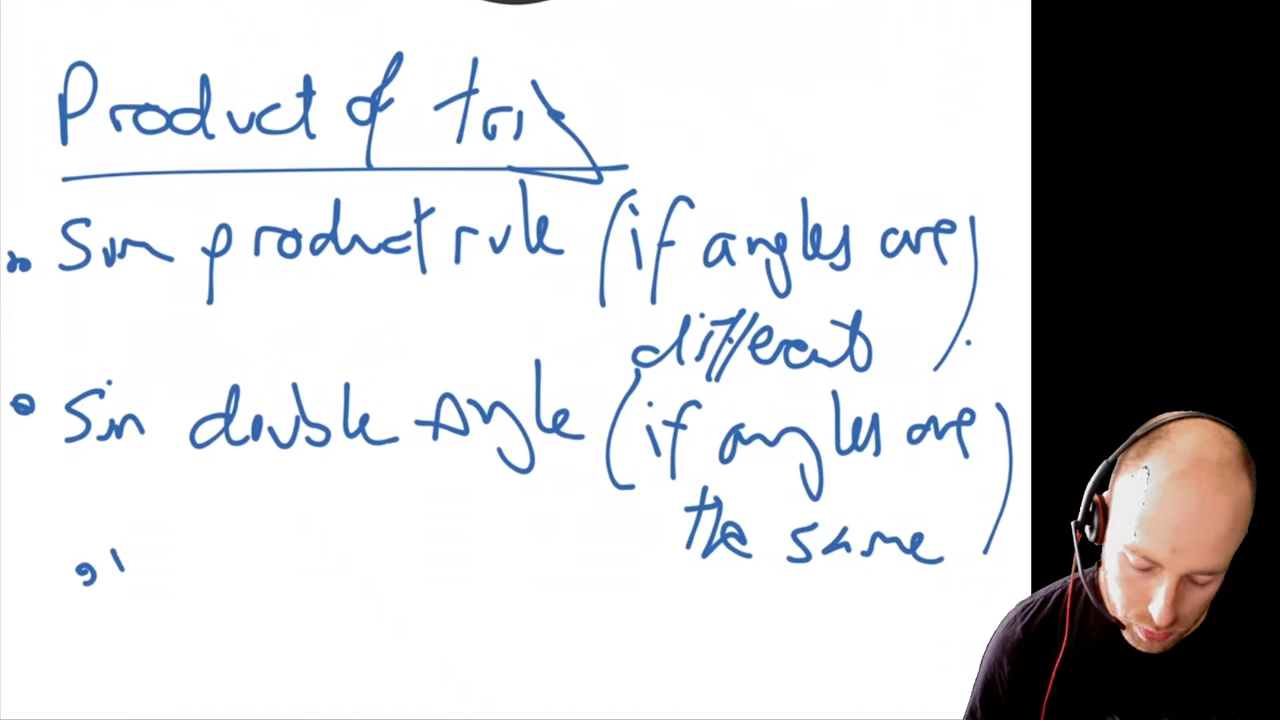 Product of trig
• Sin product rule (if angles are
different)
• Sin double Angle (if angles are
the same)